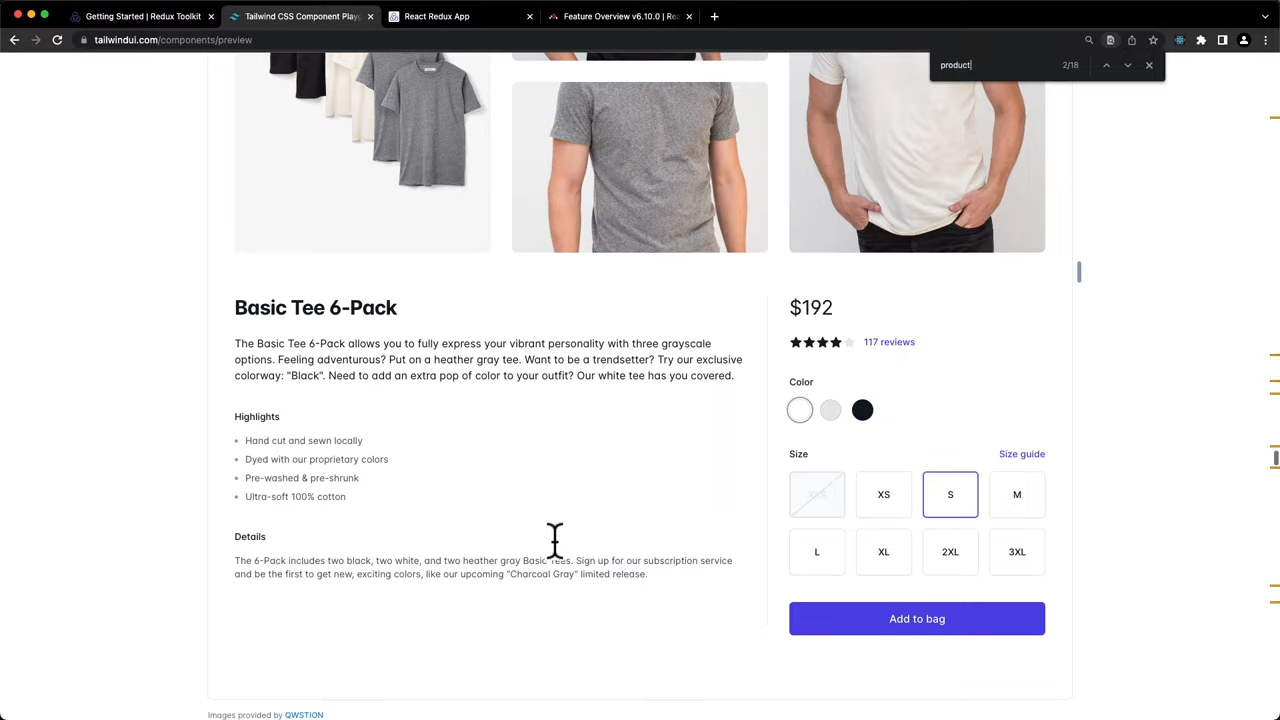 Getting Started | Redux Toolkit
Tailwind CSS Component Playg
React Redux App
Feature Overview v6.10.0 | Rea
tailwindui.com/components/preview
product
2/18
Basic Tee 6-Pack
The Basic Tee 6-Pack allows you to fully express your vibrant personality with three grayscale
options. Feeling adventurous? Put on a heather gray tee. Want to be a trendsetter? Try our exclusive
colorway: "Black". Need to add an extra pop of color to your outfit? Our white tee has you covered.
Highlights
Hand cut and sewn locally
Dyed with our proprietary colors
Pre-washed & pre-shrunk
Ultra-soft 100% cotton
Details
The 6-Pack includes two black, two white, and two heather gray Basic Tees. Sign up for our subscription service
and be the first to get new, exciting colors, like our upcoming "Charcoal Gray" limited release.
$192
117 reviews
Color
Size
Size guide
XXS
XS
S
M
L
XL
2XL
3XL
Add to bag
Images provided by QWSTION